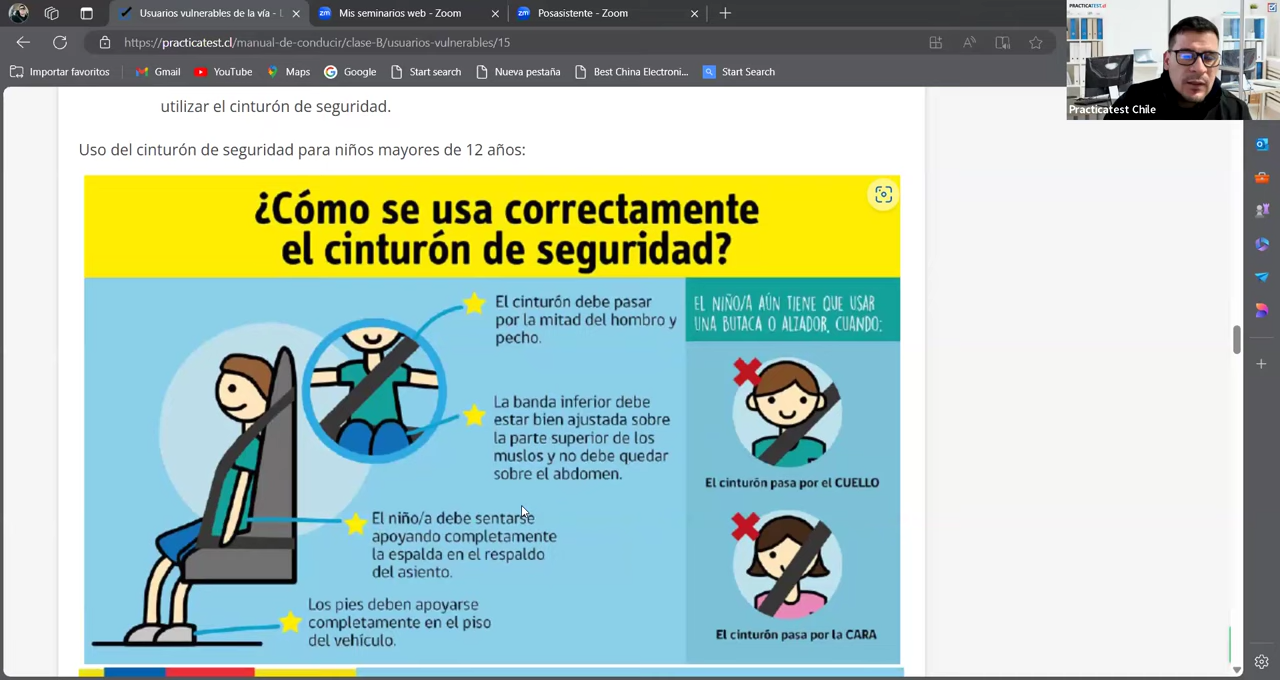 Usuarios vulnerables de la vía - L
Mis seminarios web - Zoom
Posasistente - Zoom
https://practicatest.cl/manual-de-conducir/clase-B/usuarios-vulnerables/15
Importar favoritos
Gmail
YouTube
Maps
Google
Start search
Nueva pestaña
Best China Electroni...
Start Search
PRACTICATEST.cl
Practicatest Chile
utilizar el cinturón de seguridad.
Uso del cinturón de seguridad para niños mayores de 12 años:
¿Cómo se usa correctamente
el cinturón de seguridad?
El cinturón debe pasar
por la mitad del hombro y
pecho.
La banda inferior debe
estar bien ajustada sobre
la parte superior de los
muslos y no debe quedar
sobre el abdomen.
El niño/a debe sentarse
apoyando completamente
la espalda en el respaldo
del asiento.
Los pies deben apoyarse
completamente en el piso
del vehículo.
EL NIÑO/A AÚN TIENE QUE USAR
UNA BUTACA O ALZADOR, CUANDO:
El cinturón pasa por el CUELLO
El cinturón pasa por la CARA